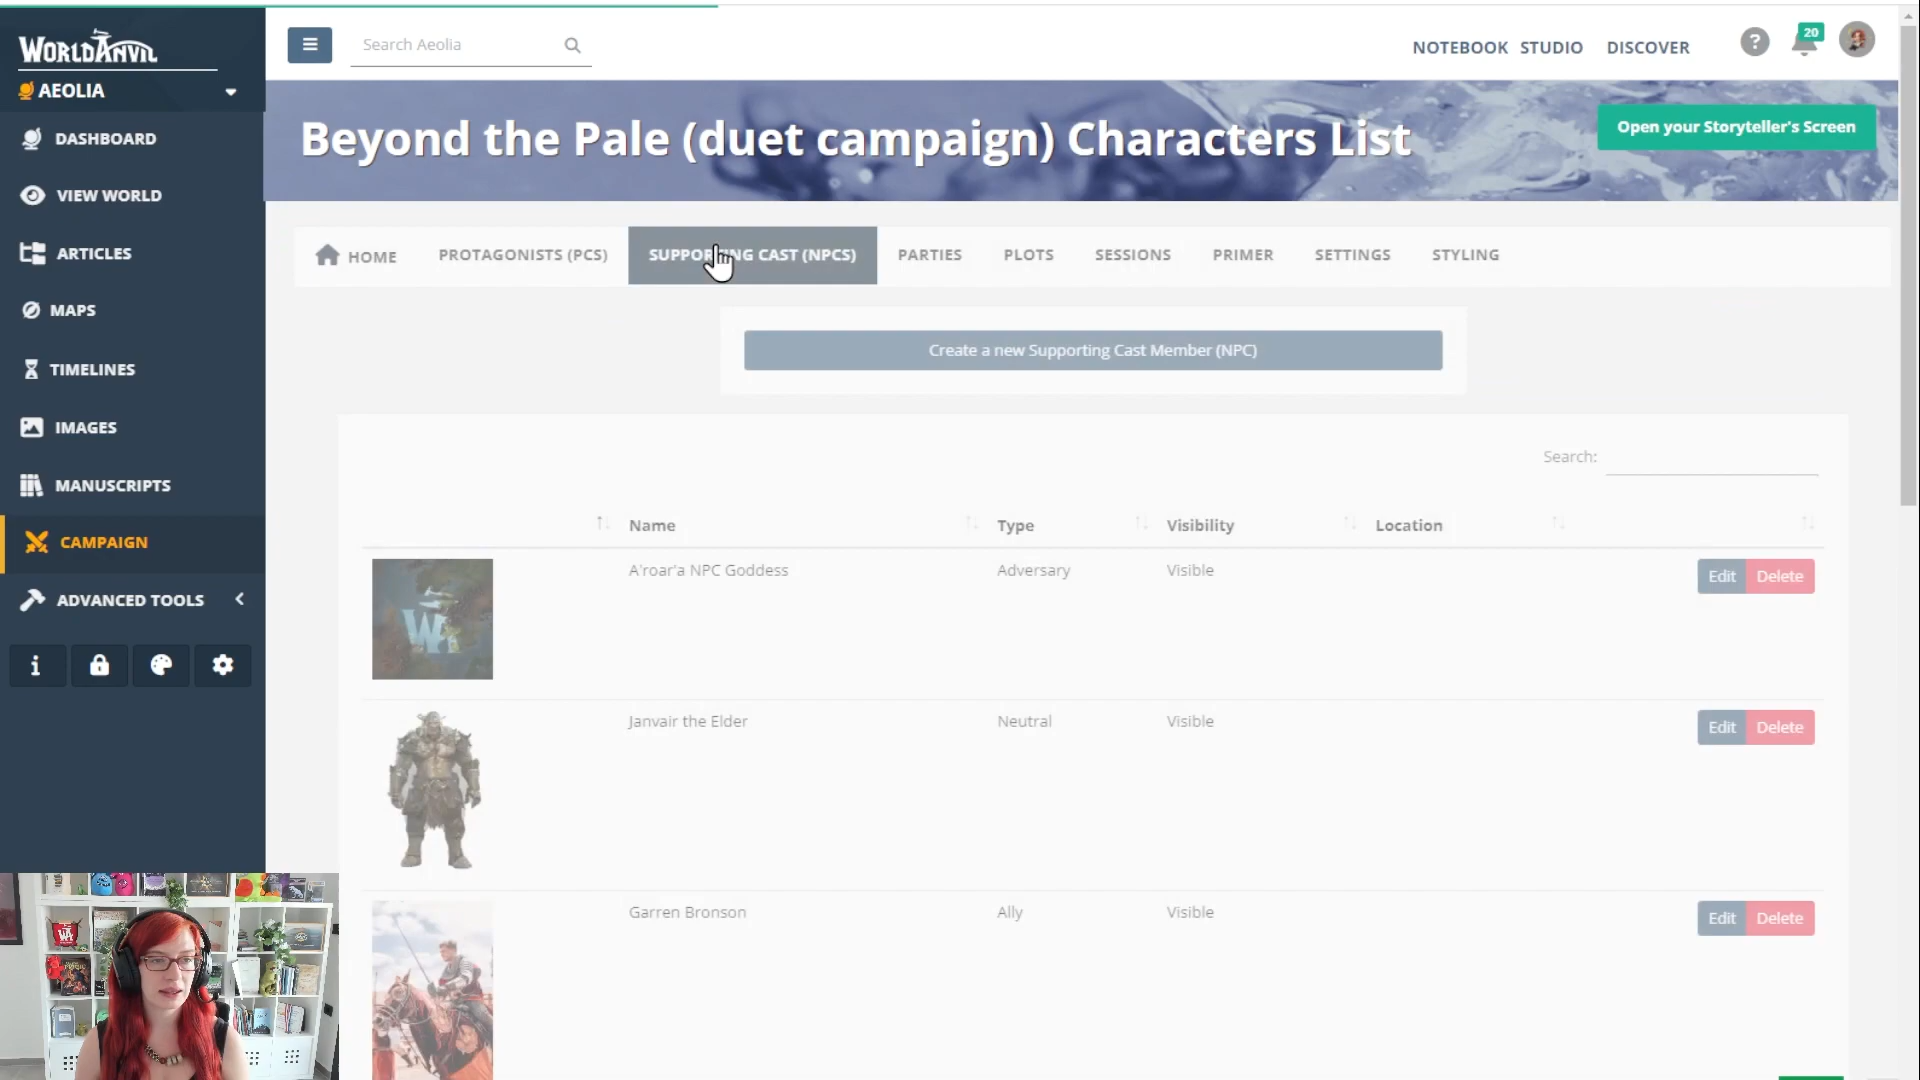 WORLDANVIL
AEOLIA
DASHBOARD
VIEW WORLD
ARTICLES
MAPS
TIMELINES
IMAGES
MANUSCRIPTS
CAMPAIGN
ADVANCED TOOLS
Search Aeolia
NOTEBOOK STUDIO DISCOVER
?
20
Beyond the Pale (duet campaign) Characters List
Open your Storyteller's Screen
HOME PROTAGONISTS (PCS) SUPPORTING CAST (NPCS) PARTIES PLOTS SESSIONS PRIMER SETTINGS STYLING
Create a new Supporting Cast Member (NPC)
Search:
Name Type Visibility Location
A'roar'a NPC Goddess Adversary Visible Edit Delete
Janvair the Elder Neutral Visible Edit Delete
Garren Bronson Ally Visible Edit Delete